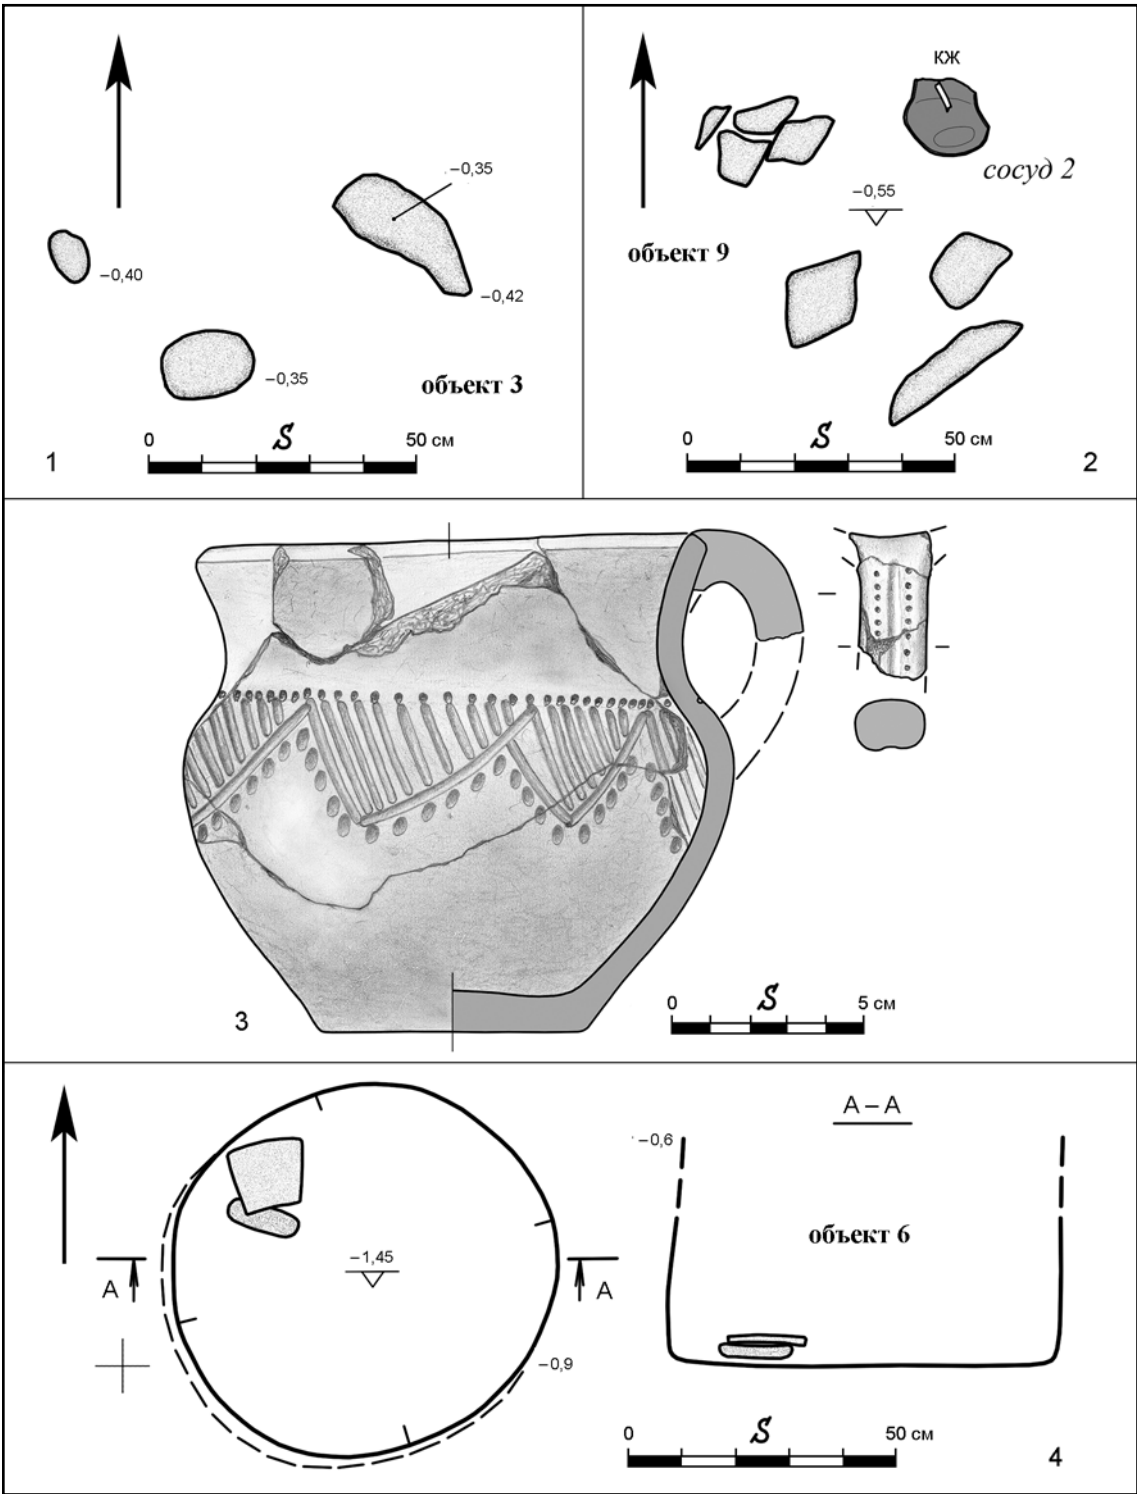 −0,35
−0,40
−0,42
−0,35
объект 3
0 S 50 см
1
КЖ
сосуд 2
−0,55
объект 9
0 S 50 см
2
3
0 S 5 см
А – А
−0,6
объект 6
−1,45
А А
−0,9
0 S 50 см
4